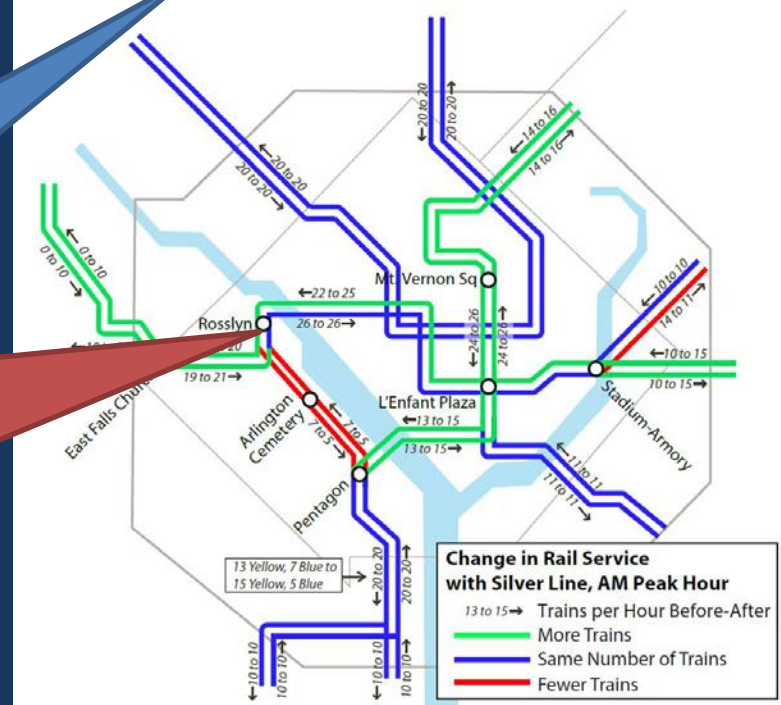 ←20 to 20
20 to 20→
←20 to 20
20 to 20→
←14 to 16
14 to 16→
←0 to 10
0 to 10→
Mt. Vernon Sq
←22 to 25
26 to 26→
Rosslyn
←24 to 26
24 to 26→
←10 to 10
14 to 11→
←10 to 15
10 to 15→
20
19 to 21→
East Falls Church
L'Enfant Plaza
Stadium-Armory
Arlington
Cemetery
←7 to 5
7 to 5→
←13 to 15
13 to 15→
←11 to 11
11 to 11→
Pentagon
13 Yellow, 7 Blue to
15 Yellow, 5 Blue
←20 to 20
20 to 20→
←10 to 10
10 to 10→
←10 to 10
10 to 10→
Change in Rail Service
with Silver Line, AM Peak Hour
13 to 15→ Trains per Hour Before-After
More Trains
Same Number of Trains
Fewer Trains